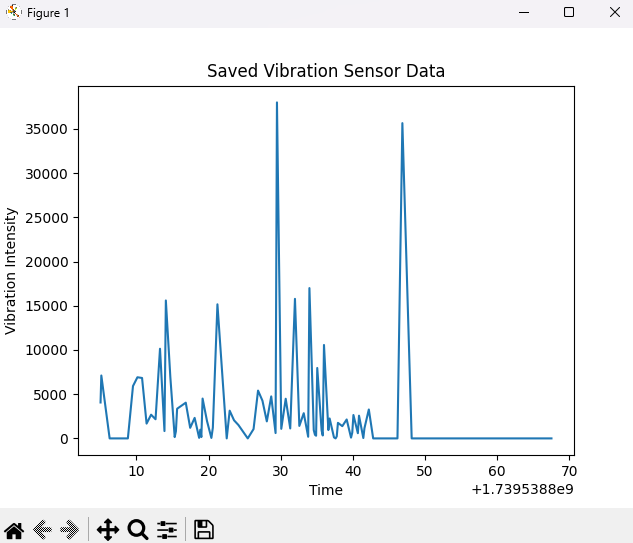 Figure 1
Saved Vibration Sensor Data
Vibration Intensity
35000
30000
25000
20000
15000
10000
5000
0
10 20 30 40 50 60 70
Time
+1.7395388e9